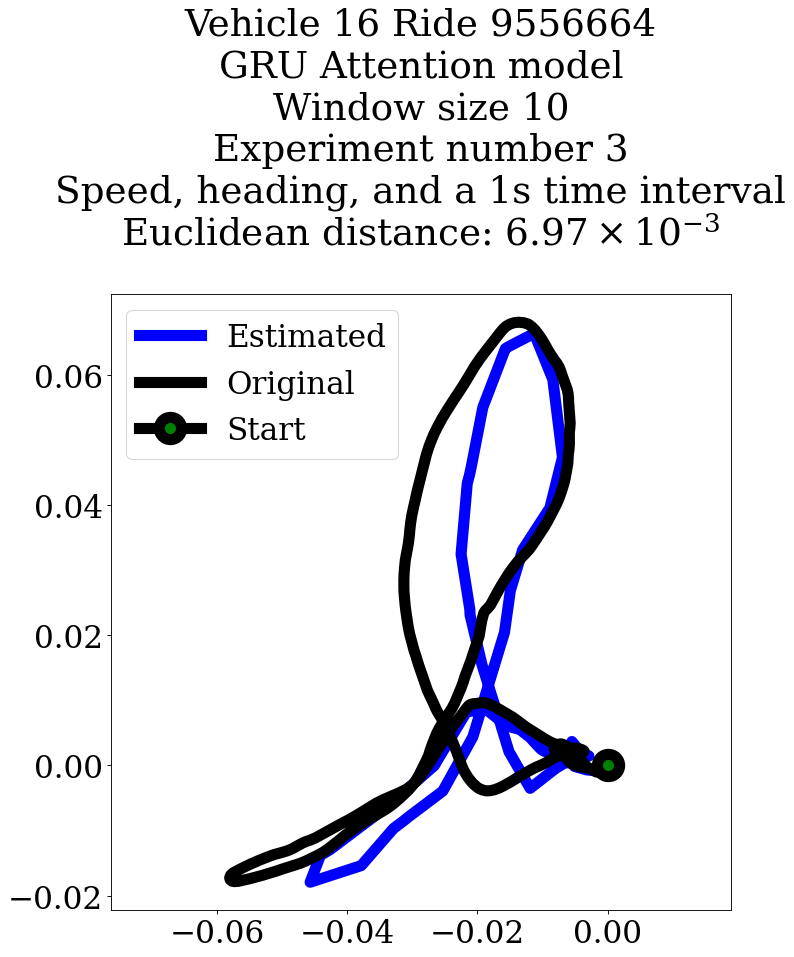 Vehicle 16 Ride 9556664
GRU Attention model
Window size 10
Experiment number 3
Speed, heading, and a 1s time interval
Euclidean distance: 6.97 × 10⁻³
Estimated
Original
Start
0.06
0.04
0.02
0.00
−0.02
−0.06 −0.04 −0.02 0.00